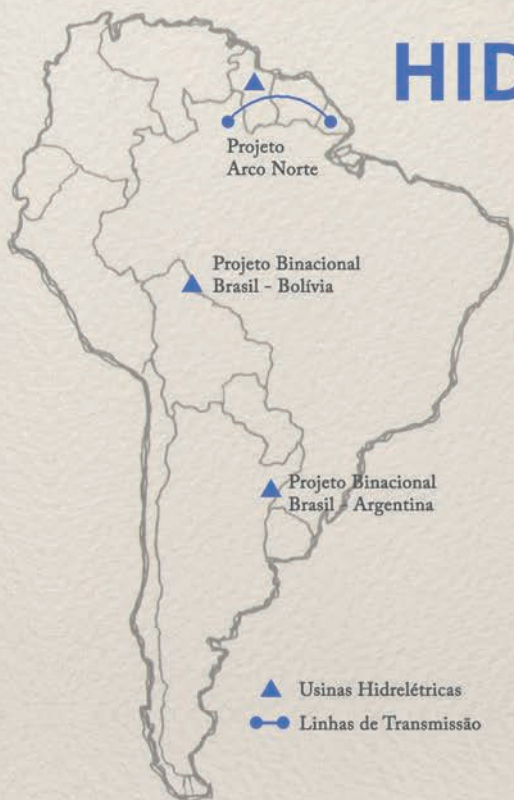 HID
Projeto
Arco Norte
Projeto Binacional
Brasil - Bolívia
Projeto Binacional
Brasil - Argentina
Usinas Hidrelétricas
Linhas de Transmissão